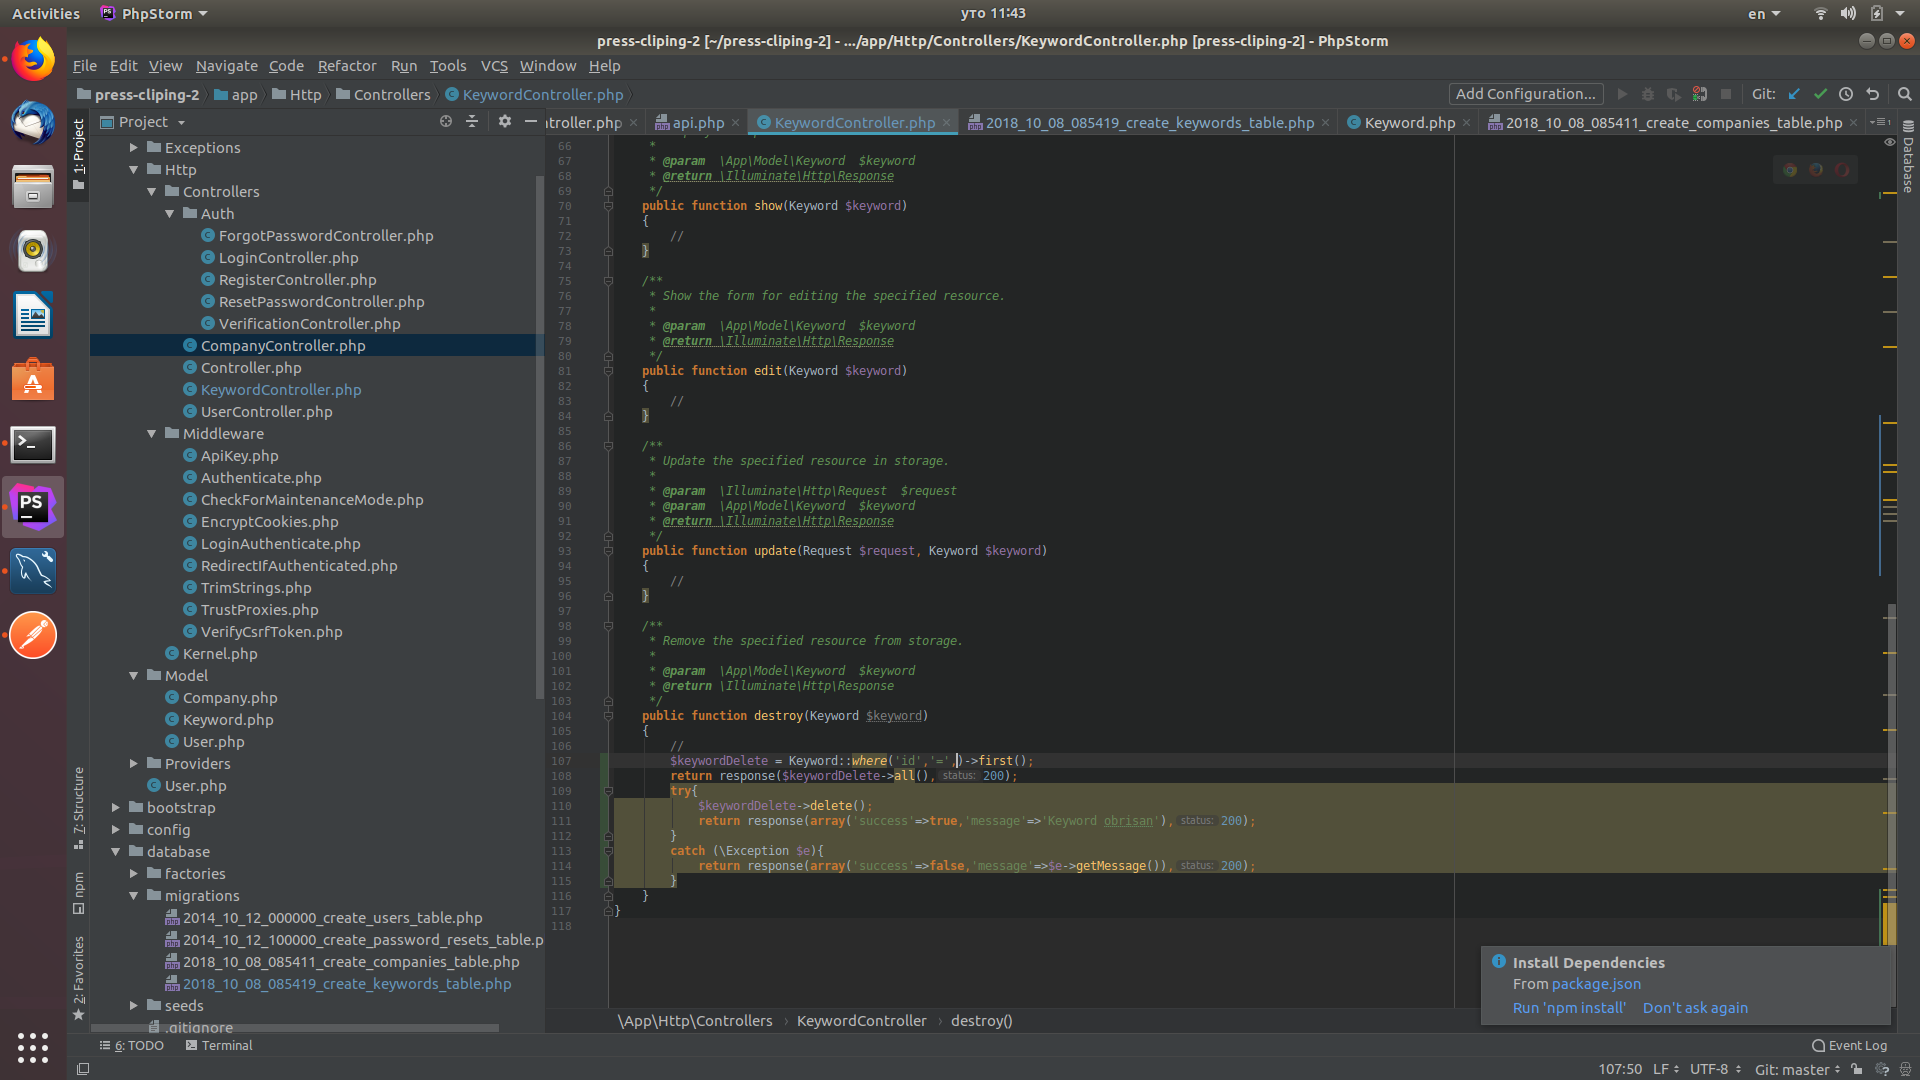 Activities
PhpStorm
уто 11:43
en
press-cliping-2 [~/press-cliping-2] - .../app/Http/Controllers/KeywordController.php [press-cliping-2] - PhpStorm
File Edit View Navigate Code Refactor Run Tools VCS Window Help
press-cliping-2 app Http Controllers KeywordController.php
Add Configuration...
Git:
Project
ntroller.php api.php KeywordController.php 2018_10_08_085419_create_keywords_table.php Keyword.php 2018_10_08_085411_create_companies_table.php
1: Project
7: Structure
npm
2: Favorites
Database
Exceptions
Http
Controllers
Auth
ForgotPasswordController.php
LoginController.php
RegisterController.php
ResetPasswordController.php
VerificationController.php
CompanyController.php
Controller.php
KeywordController.php
UserController.php
Middleware
ApiKey.php
Authenticate.php
CheckForMaintenanceMode.php
EncryptCookies.php
LoginAuthenticate.php
RedirectIfAuthenticated.php
TrimStrings.php
TrustProxies.php
VerifyCsrfToken.php
Kernel.php
Model
Company.php
Keyword.php
User.php
Providers
User.php
bootstrap
config
database
factories
migrations
2014_10_12_000000_create_users_table.php
2014_10_12_100000_create_password_resets_table.p
2018_10_08_085411_create_companies_table.php
2018_10_08_085419_create_keywords_table.php
seeds
.gitignore
66 *
67 * @param \App\Model\Keyword $keyword
68 * @return \Illuminate\Http\Response
69 */
70 public function show(Keyword $keyword)
71 {
72 //
73 }
74
75 /**
76 * Show the form for editing the specified resource.
77 *
78 * @param \App\Model\Keyword $keyword
79 * @return \Illuminate\Http\Response
80 */
81 public function edit(Keyword $keyword)
82 {
83 //
84 }
85
86 /**
87 * Update the specified resource in storage.
88 *
89 * @param \Illuminate\Http\Request $request
90 * @param \App\Model\Keyword $keyword
91 * @return \Illuminate\Http\Response
92 */
93 public function update(Request $request, Keyword $keyword)
94 {
95 //
96 }
97
98 /**
99 * Remove the specified resource from storage.
100 *
101 * @param \App\Model\Keyword $keyword
102 * @return \Illuminate\Http\Response
103 */
104 public function destroy(Keyword $keyword)
105 {
106 //
107 $keywordDelete = Keyword::where('id','=',)->first();
108 return response($keywordDelete->all(), status: 200);
109 try{
110 $keywordDelete->delete();
111 return response(array('success'=>true,'message'=>'Keyword obrisan'), status: 200);
112 }
113 catch (\Exception $e){
114 return response(array('success'=>false,'message'=>$e->getMessage()), status: 200);
115 }
116 }
117 }
118
Install Dependencies
From package.json
Run 'npm install' Don't ask again
\App\Http\Controllers › KeywordController › destroy()
6: TODO Terminal
Event Log
107:50 LF UTF-8 Git: master